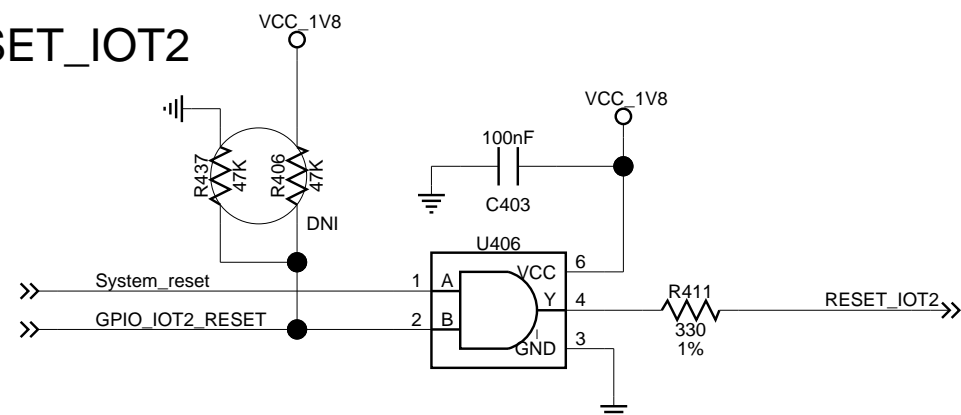 SET_IOT2
VCC_1V8
VCC_1V8
R437
47K
R406
47K
DNI
100nF
C403
U406
System_reset
1
A
VCC
6
GPIO_IOT2_RESET
2
B
Y
4
GND
3
R411
330
1%
RESET_IOT2